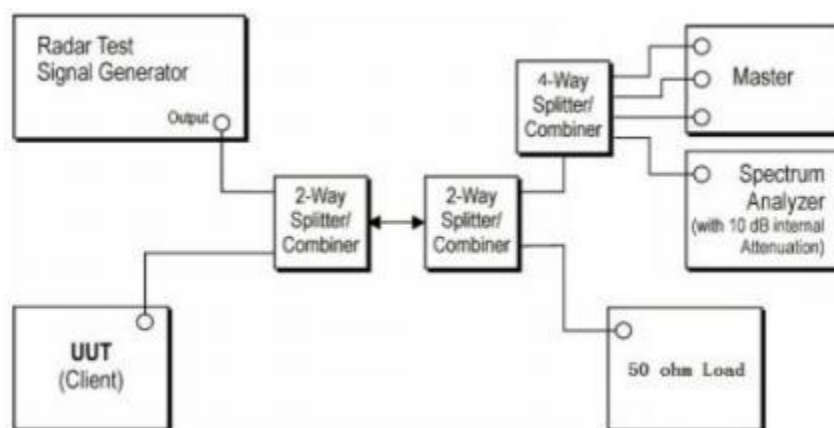 Radar Test
Signal Generator
Output
2-Way
Splitter/
Combiner
2-Way
Splitter/
Combiner
4-Way
Splitter/
Combiner
Master
Spectrum
Analyzer
(with 10 dB internal
Attenuation)
UUT
(Client)
50 ohm Load